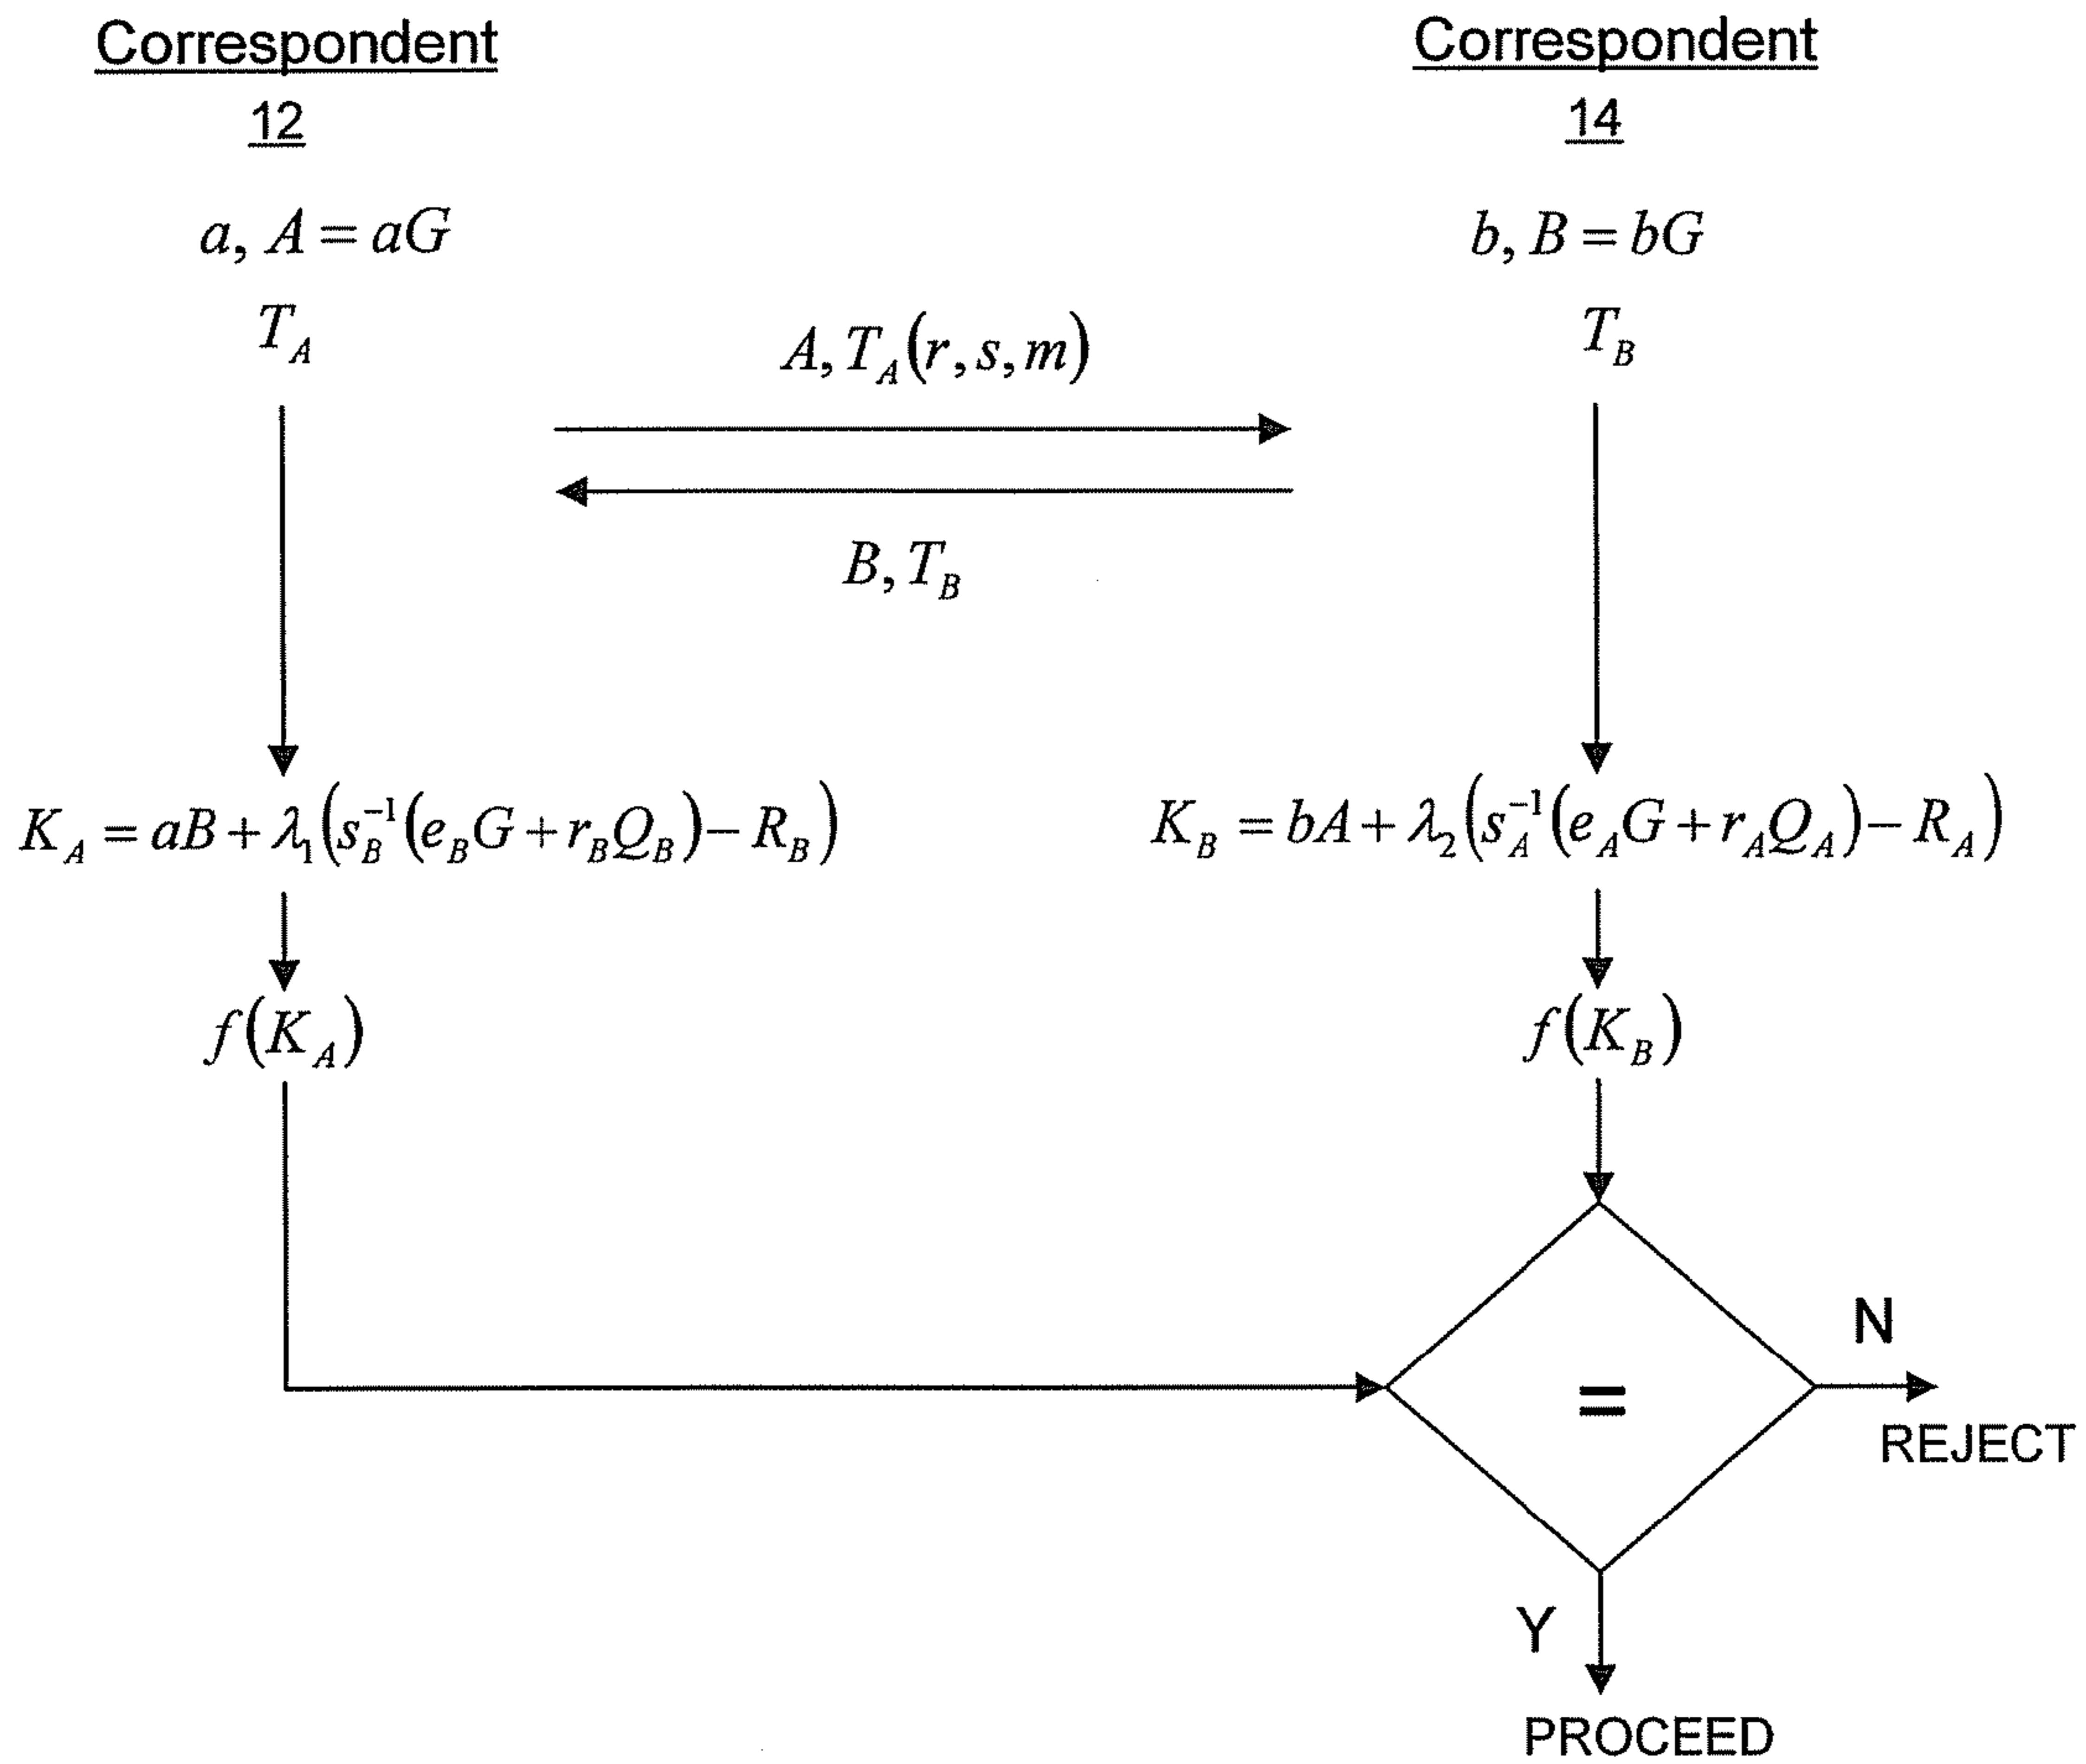 Correspondent
12
a, A = aG
T_A
Correspondent
14
b, B = bG
T_B
A, T_A(r, s, m)
B, T_B
K_A = aB + λ_1(s_B^{-1}(e_B G + r_B Q_B) − R_B)
K_B = bA + λ_2(s_A^{-1}(e_A G + r_A Q_A) − R_A)
f(K_A)
f(K_B)
=
N
REJECT
Y
PROCEED